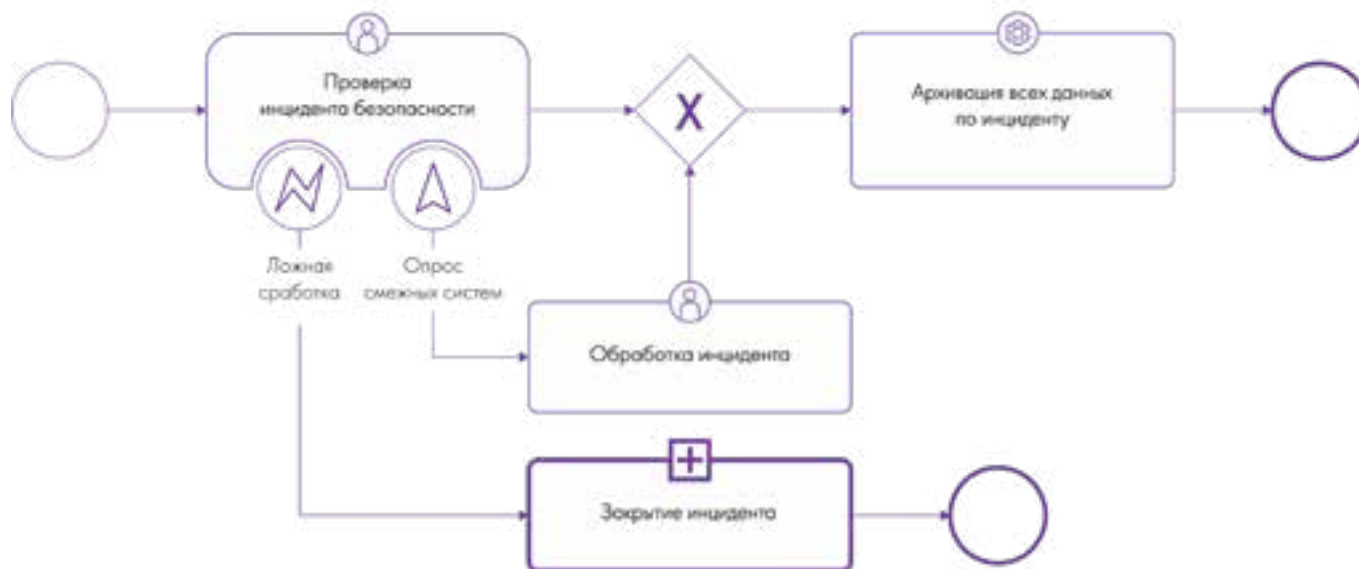 Проверка
инцидента безопасности
X
Архивация всех данных
по инциденту
Ложная
сработка
Опрос
смежных систем
Обработка инцидента
Закрытие инцидента